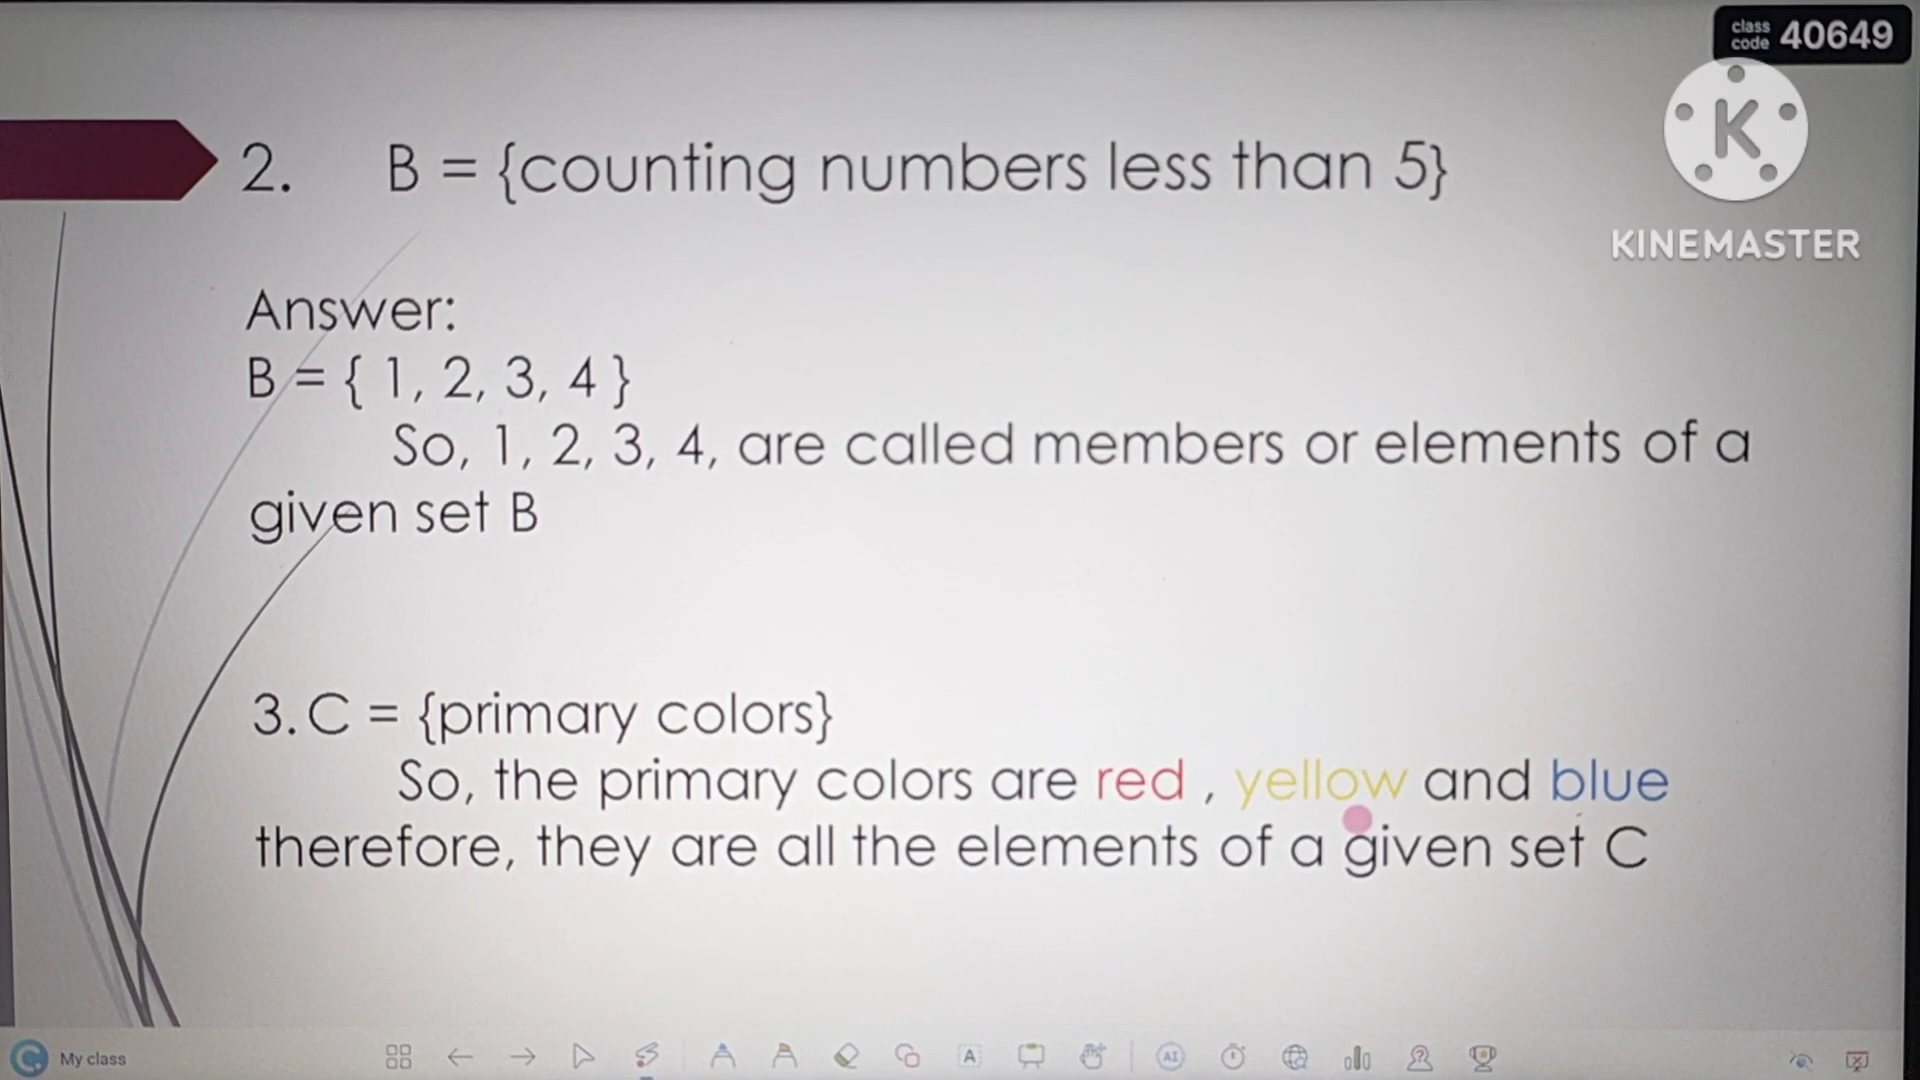 class code 40649
KINEMASTER
2. B = {counting numbers less than 5}
Answer:
B = { 1, 2, 3, 4 }
So, 1, 2, 3, 4, are called members or elements of a
given set B
3. C = {primary colors}
So, the primary colors are red , yellow and blue
therefore, they are all the elements of a given set C
My class